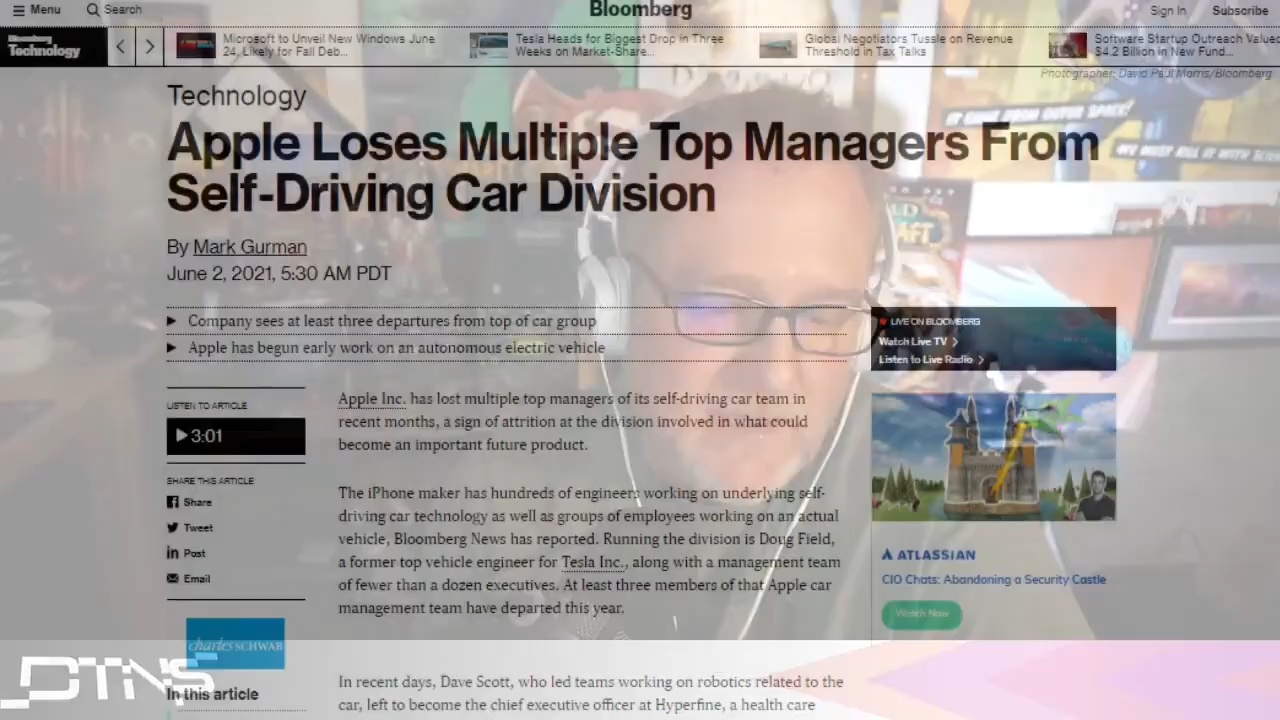 Menu
Search
Bloomberg
Sign In
Subscribe
Bloomberg
Technology
Microsoft to Unveil New Windows June
24, Likely for Fall Deb...
Tesla Heads for Biggest Drop in Three
Weeks on Market-Share...
Global Negotiators Tussle on Revenue
Threshold in Tax Talks
Software Startup Outreach Valued
$4.2 Billion in New Fund...
Photographer: David Paul Morris/Bloomberg
Technology
Apple Loses Multiple Top Managers From
Self-Driving Car Division
By Mark Gurman
June 2, 2021, 5:30 AM PDT
Company sees at least three departures from top of car group
Apple has begun early work on an autonomous electric vehicle
LISTEN TO ARTICLE
3:01
SHARE THIS ARTICLE
Share
Tweet
Post
Email
charles SCHWAB
In this article
Apple Inc. has lost multiple top managers of its self-driving car team in
recent months, a sign of attrition at the division involved in what could
become an important future product.
The iPhone maker has hundreds of engineers working on underlying self-
driving car technology as well as groups of employees working on an actual
vehicle, Bloomberg News has reported. Running the division is Doug Field,
a former top vehicle engineer for Tesla Inc., along with a management team
of fewer than a dozen executives. At least three members of that Apple car
management team have departed this year.
In recent days, Dave Scott, who led teams working on robotics related to the
car, left to become the chief executive officer at Hyperfine, a health care
LIVE ON BLOOMBERG
Watch Live TV
Listen to Live Radio
ATLASSIAN
CIO Chats: Abandoning a Security Castle
Watch Now
IT CAME FROM OUTER SPACE!
WE MUST KILL IT WITH
DTNS